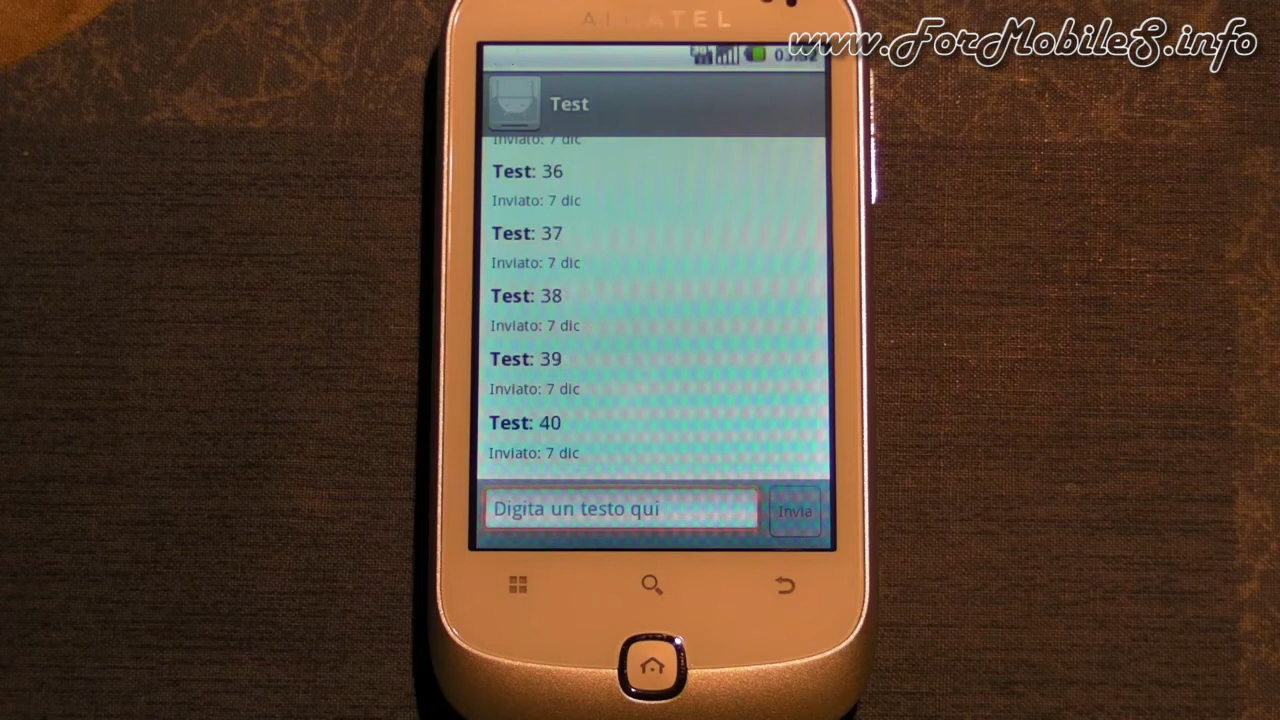 ALCATEL
www.ForMobileS.info
Test
Inviato: 7 dic
Test: 36
Inviato: 7 dic
Test: 37
Inviato: 7 dic
Test: 38
Inviato: 7 dic
Test: 39
Inviato: 7 dic
Test: 40
Inviato: 7 dic
Digita un testo qui
Invia